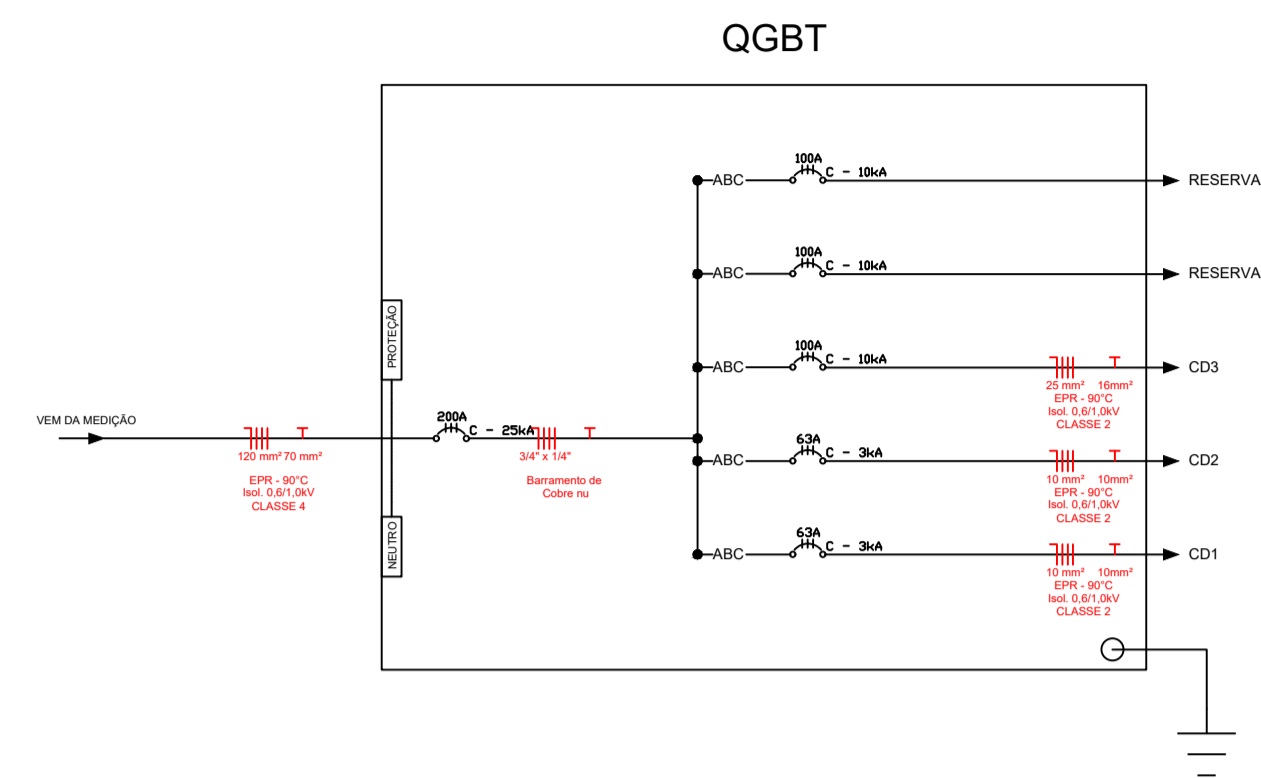 QGBT
ABC
100A
C - 10kA
RESERVA
ABC
100A
C - 10kA
RESERVA
PROTEÇÃO
ABC
100A
C - 10kA
25 mm² 16mm²
EPR - 90°C
Isol. 0,6/1,0kV
CLASSE 2
CD3
VEM DA MEDIÇÃO
120 mm² 70 mm²
EPR - 90°C
Isol. 0,6/1,0kV
CLASSE 4
200A
C - 25kA
3/4" x 1/4"
Barramento de
Cobre nu
ABC
63A
C - 3kA
10 mm² 10mm²
EPR - 90°C
Isol. 0,6/1,0kV
CLASSE 2
CD2
NEUTRO
ABC
63A
C - 3kA
10 mm² 10mm²
EPR - 90°C
Isol. 0,6/1,0kV
CLASSE 2
CD1